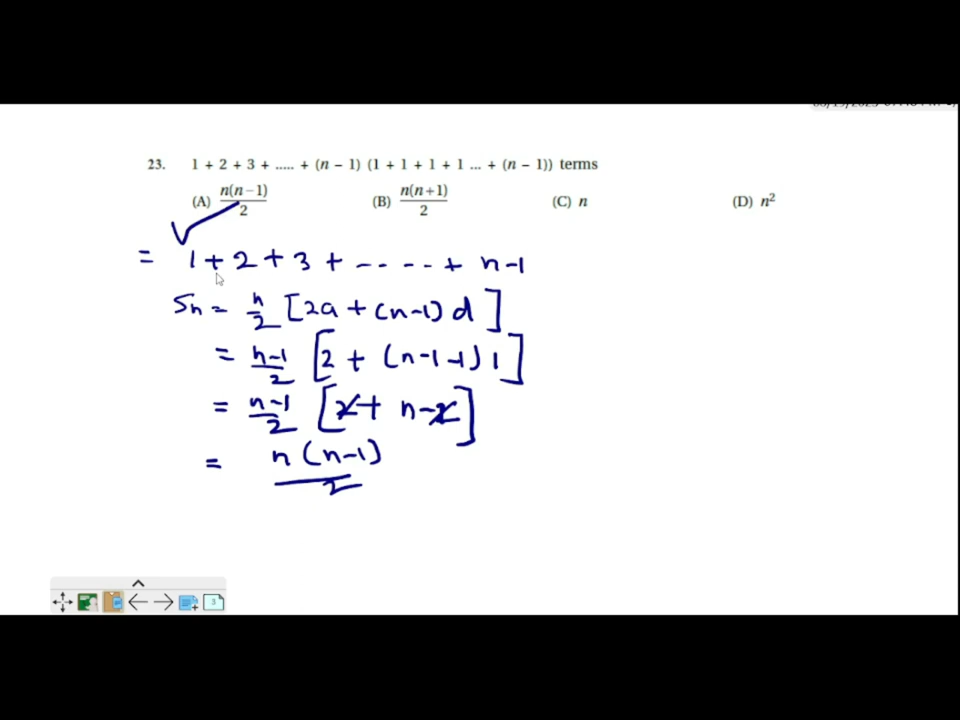 23. 1 + 2 + 3 + ..... + (n − 1) (1 + 1 + 1 + 1 ... + (n − 1)) terms
(A) n(n−1)/2 (B) n(n+1)/2 (C) n (D) n²
= 1 + 2 + 3 + - - - - - + n-1
Sn = n/2 [2a + (n-1) d]
= n-1/2 [2 + (n-1-1) 1]
= n-1/2 [2 + n-2]
= n(n-1)/2
3